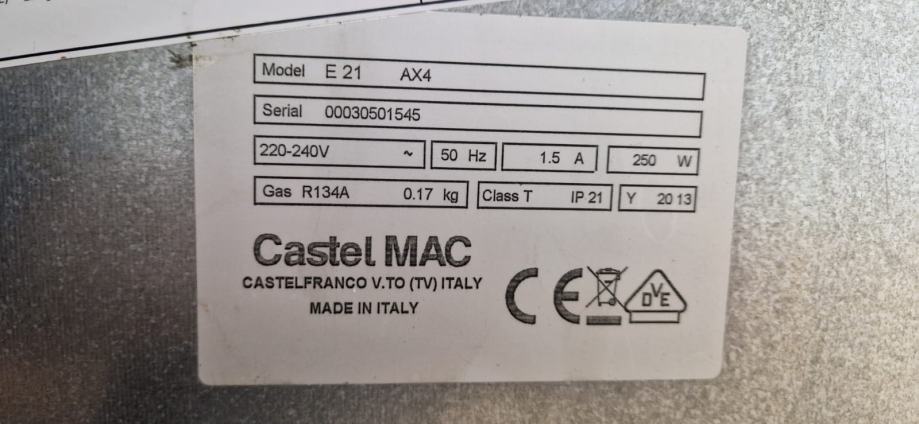 Model E 21 AX4
Serial 00030501545
220-240V ~ 50 Hz 1.5 A 250 W
Gas R134A 0.17 kg Class T IP 21 Y 2013
Castel MAC
CASTELFRANCO V.TO (TV) ITALY
MADE IN ITALY
CE DVE